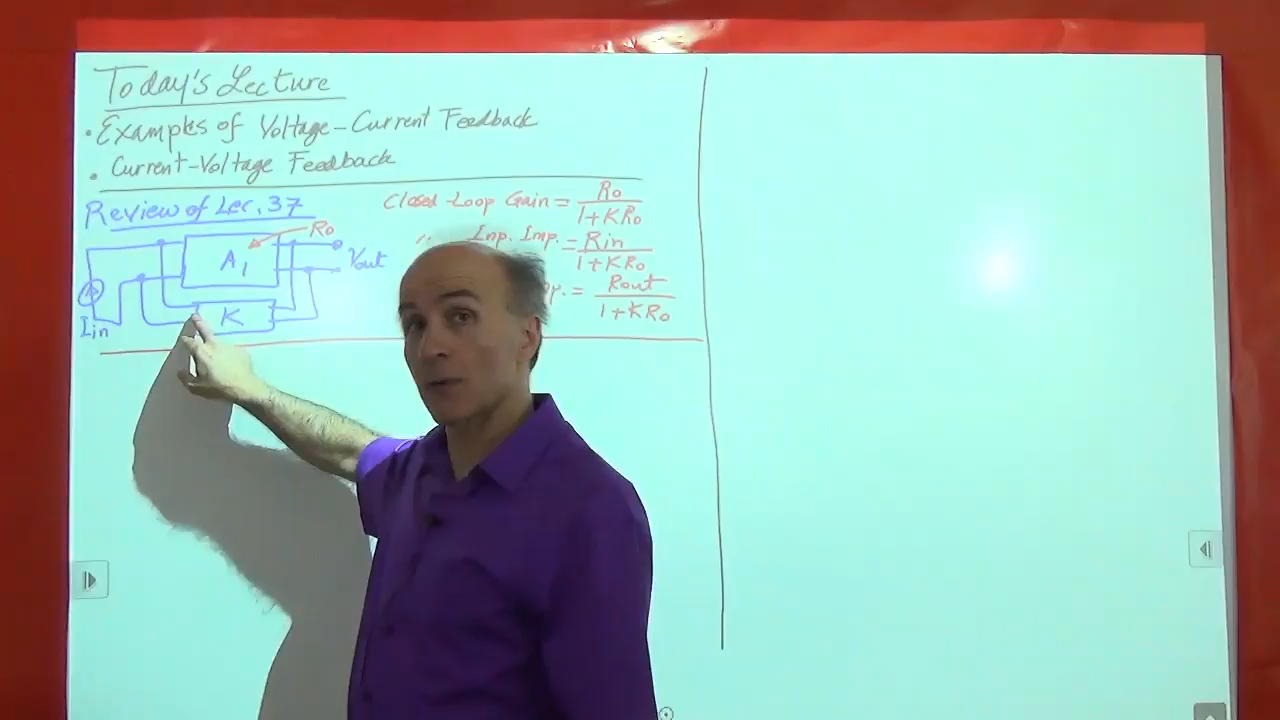 Today's Lecture
• Examples of Voltage-Current Feedback
• Current-Voltage Feedback
Review of Lec. 37
Closed-Loop Gain = Ro / 1+KRo
" Inp. Imp. = Rin / 1+KRo
p. = Rout / 1+KRo
Ro
A1
Vout
K
Iin